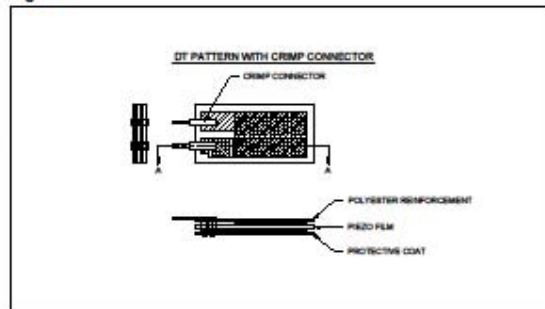 DT PATTERN WITH CRIMP CONNECTOR
CRIMP CONNECTOR
A
A
POLYESTER REINFORCEMENT
PIEZO FILM
PROTECTIVE COAT